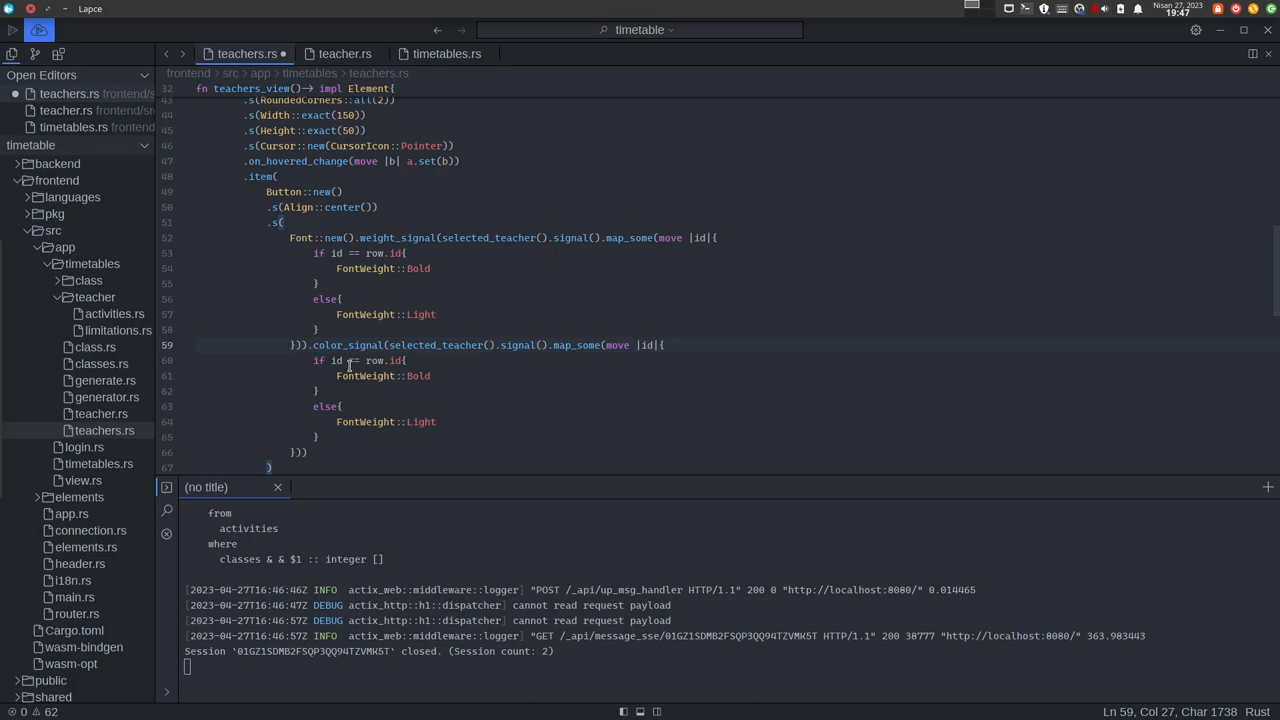 Lapce
Nisan 27, 2023
19:47
timetable
Open Editors
teachers.rs frontend/s
teacher.rs frontend/sr
timetables.rs frontend
timetable
backend
frontend
languages
pkg
src
app
timetables
class
teacher
activities.rs
limitations.rs
class.rs
classes.rs
generate.rs
generator.rs
teacher.rs
teachers.rs
login.rs
timetables.rs
view.rs
elements
app.rs
connection.rs
elements.rs
header.rs
i18n.rs
main.rs
router.rs
Cargo.toml
wasm-bindgen
wasm-opt
public
shared
teachers.rs
teacher.rs
timetables.rs
frontend › src › app › timetables › teachers.rs
32 fn teachers_view()-> impl Element{
43 .s(RoundedCorners::all(2))
44 .s(Width::exact(150))
45 .s(Height::exact(50))
46 .s(Cursor::new(CursorIcon::Pointer))
47 .on_hovered_change(move |b| a.set(b))
48 .item(
49 Button::new()
50 .s(Align::center())
51 .s(
52 Font::new().weight_signal(selected_teacher().signal().map_some(move |id|{
53 if id == row.id{
54 FontWeight::Bold
55 }
56 else{
57 FontWeight::Light
58 }
59 })).color_signal(selected_teacher().signal().map_some(move |id|{
60 if id == row.id{
61 FontWeight::Bold
62 }
63 else{
64 FontWeight::Light
65 }
66 }))
67 )
(no title)
from
activities
where
classes & & $1 :: integer []
[2023-04-27T16:46:46Z INFO  actix_web::middleware::logger] "POST /_api/up_msg_handler HTTP/1.1" 200 0 "http://localhost:8080/" 0.014465
[2023-04-27T16:46:47Z DEBUG actix_http::h1::dispatcher] cannot read request payload
[2023-04-27T16:46:57Z DEBUG actix_http::h1::dispatcher] cannot read request payload
[2023-04-27T16:46:57Z INFO  actix_web::middleware::logger] "GET /_api/message_sse/01GZ1SDMB2FSQP3QQ94TZVMK5T HTTP/1.1" 200 38777 "http://localhost:8080/" 363.983443
Session `01GZ1SDMB2FSQP3QQ94TZVMK5T` closed. (Session count: 2)
0 62
Ln 59, Col 27, Char 1738 Rust